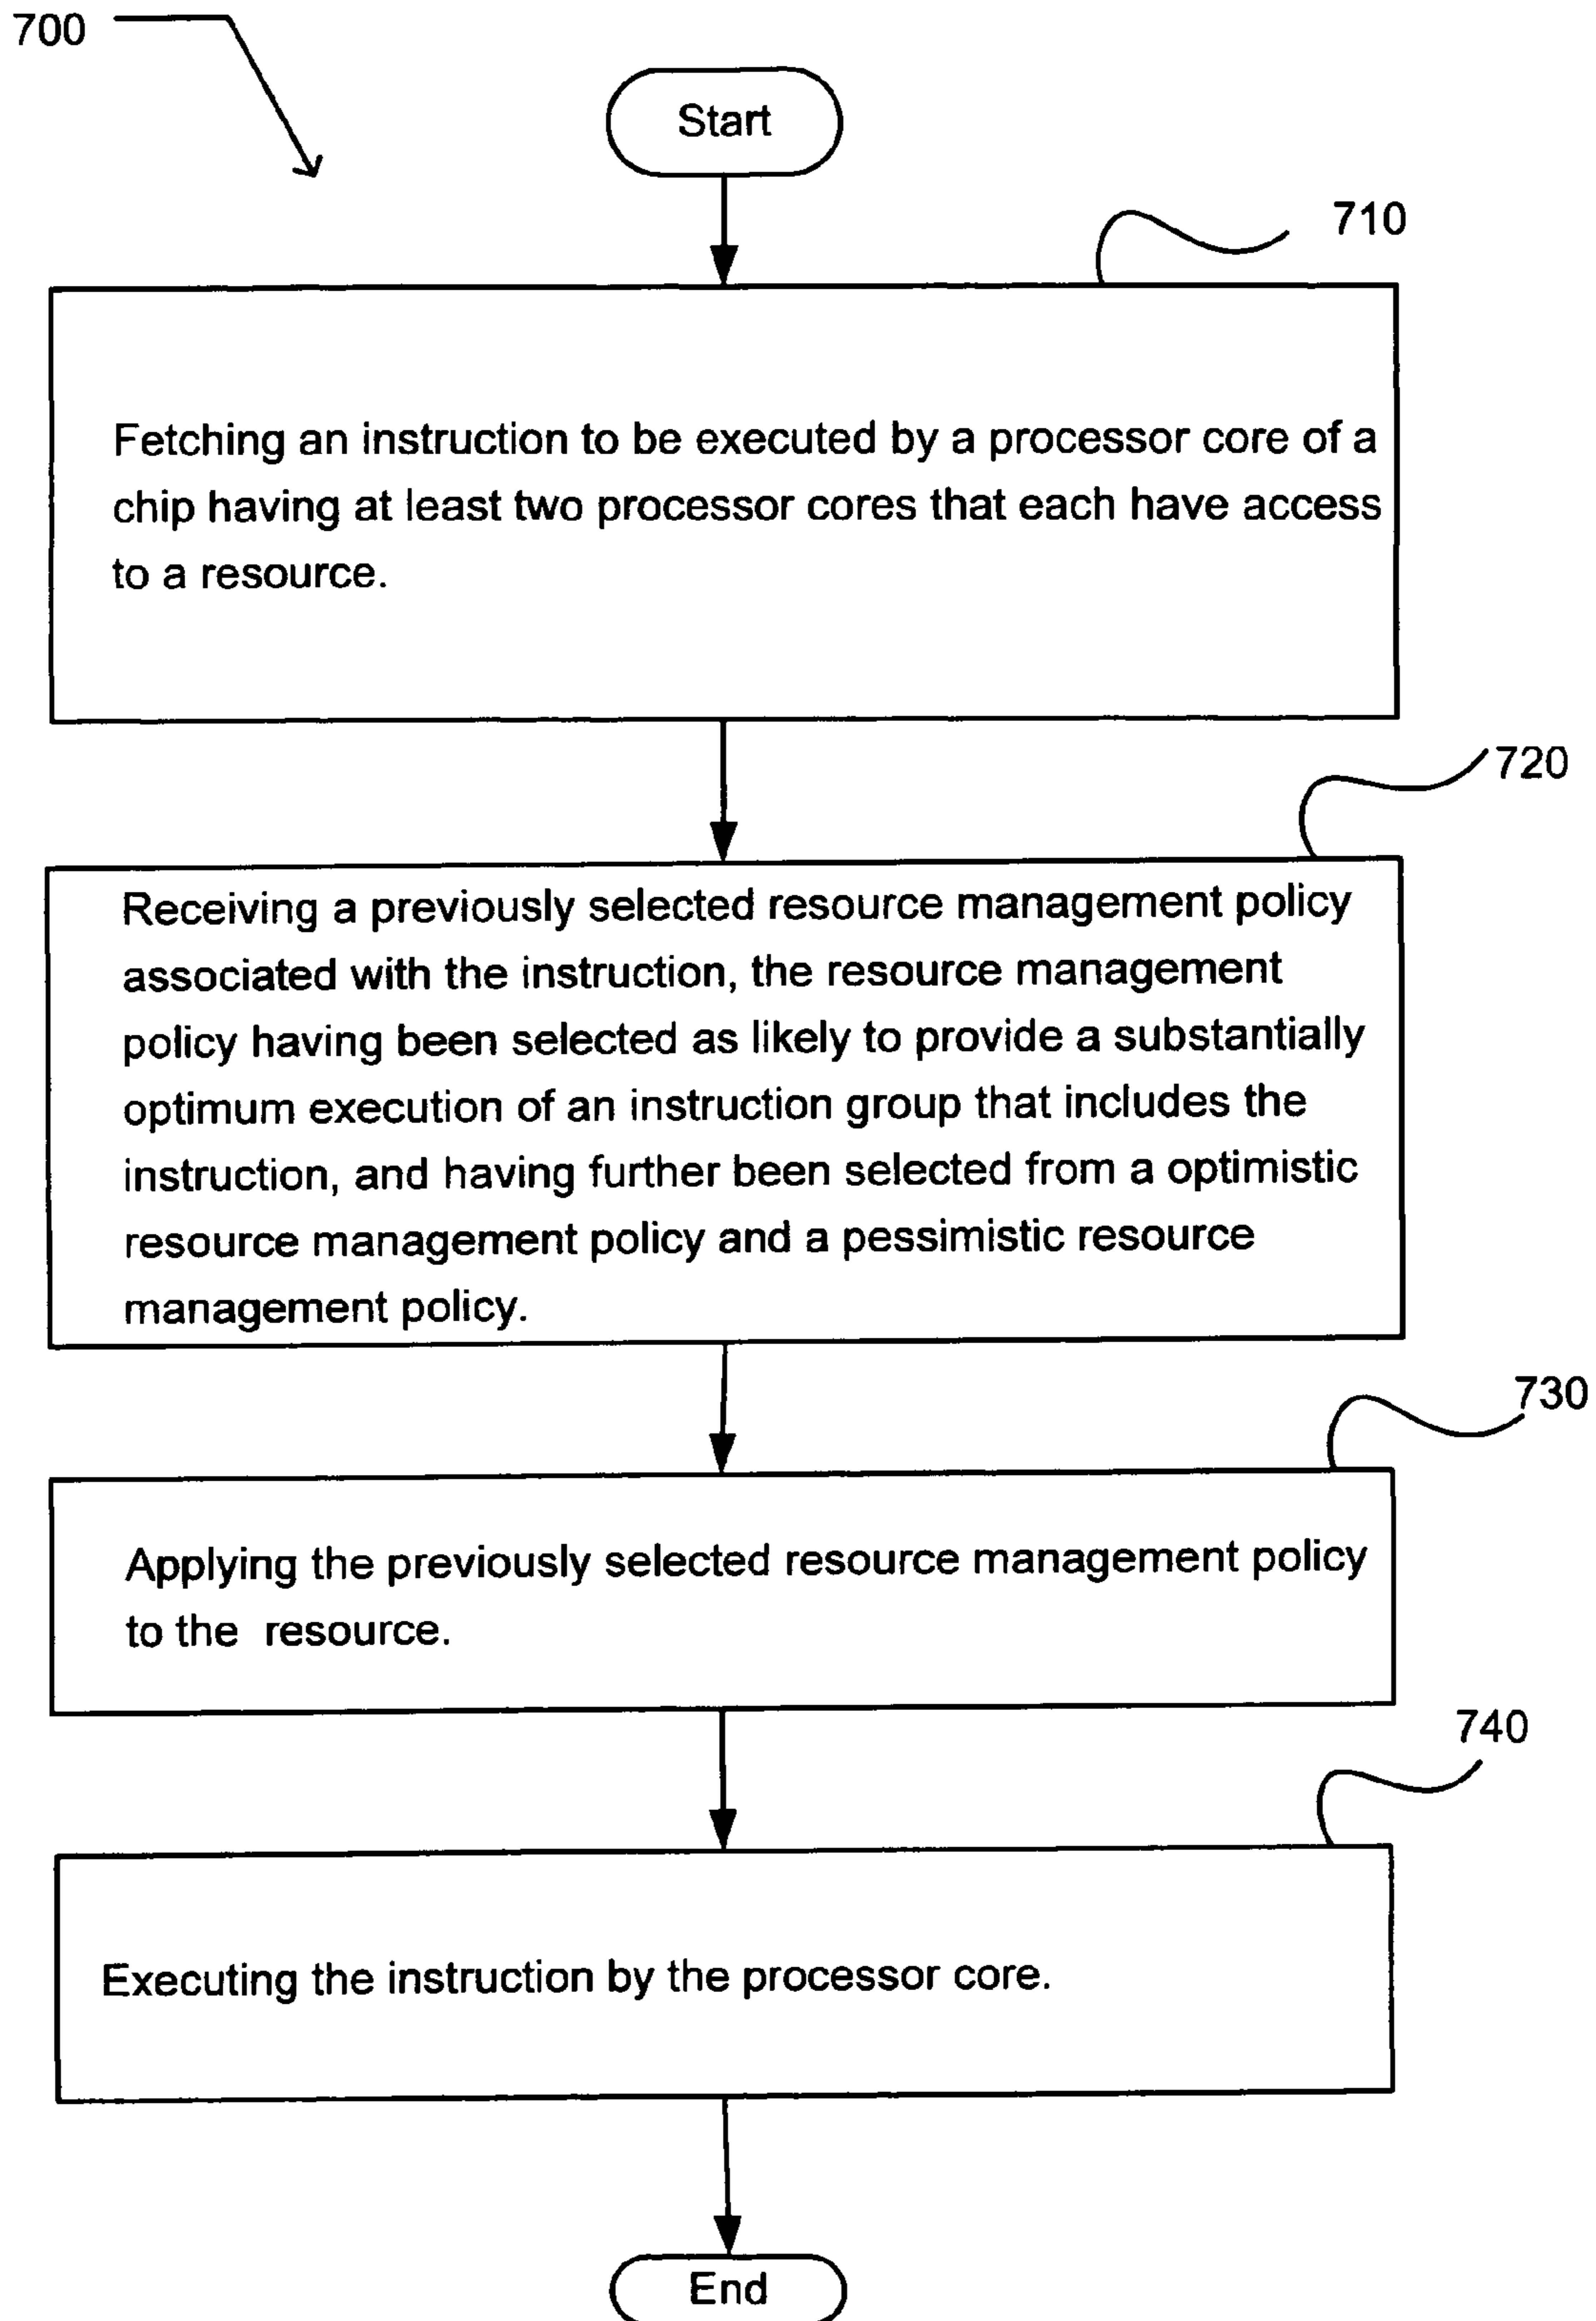 700
Start
710
Fetching an instruction to be executed by a processor core of a
chip having at least two processor cores that each have access
to a resource.
720
Receiving a previously selected resource management policy
associated with the instruction, the resource management
policy having been selected as likely to provide a substantially
optimum execution of an instruction group that includes the
instruction, and having further been selected from a optimistic
resource management policy and a pessimistic resource
management policy.
730
Applying the previously selected resource management policy
to the resource.
740
Executing the instruction by the processor core.
End